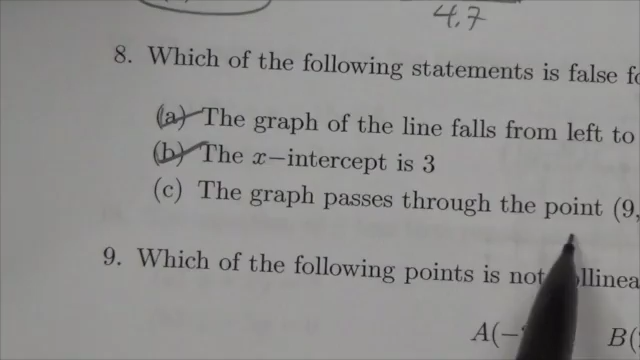 4.7
8. Which of the following statements is false
(a) The graph of the line falls from left to
(b) The x−intercept is 3
(c) The graph passes through the point (9,
9. Which of the following points is not
A(− B(